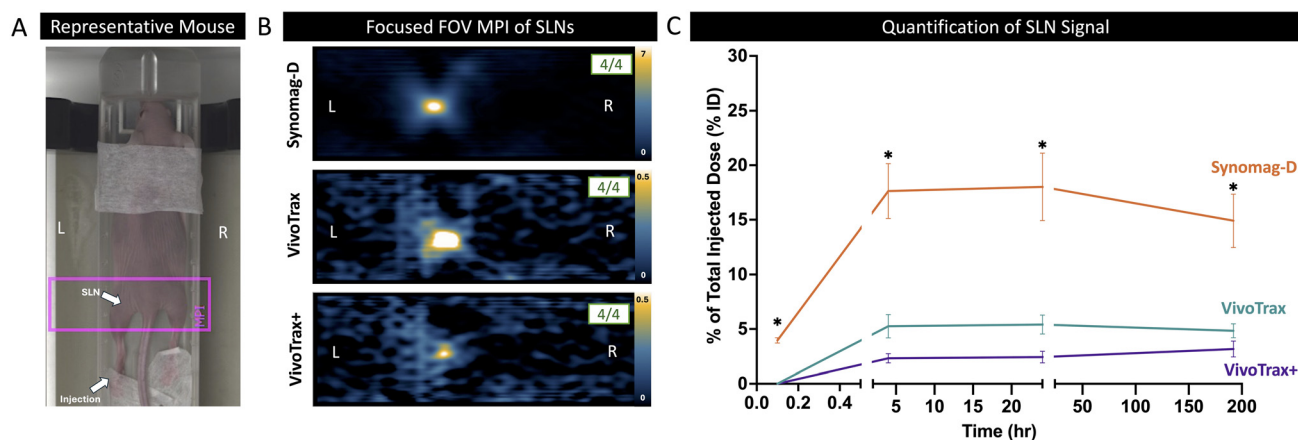 A
Representative Mouse
L
R
SLN
MPI
Injection
B
Focused FOV MPI of SLNs
Synomag-D
4/4
L
R
7
0
VivoTrax
4/4
L
R
0.5
0
VivoTrax+
4/4
L
R
0.5
0
C
Quantification of SLN Signal
% of Total Injected Dose (% ID)
30
25
20
15
10
5
0
*
*
*
*
Synomag-D
VivoTrax
VivoTrax+
0.0 0.2 0.4 5 10 15 20 50 100 150 200
Time (hr)